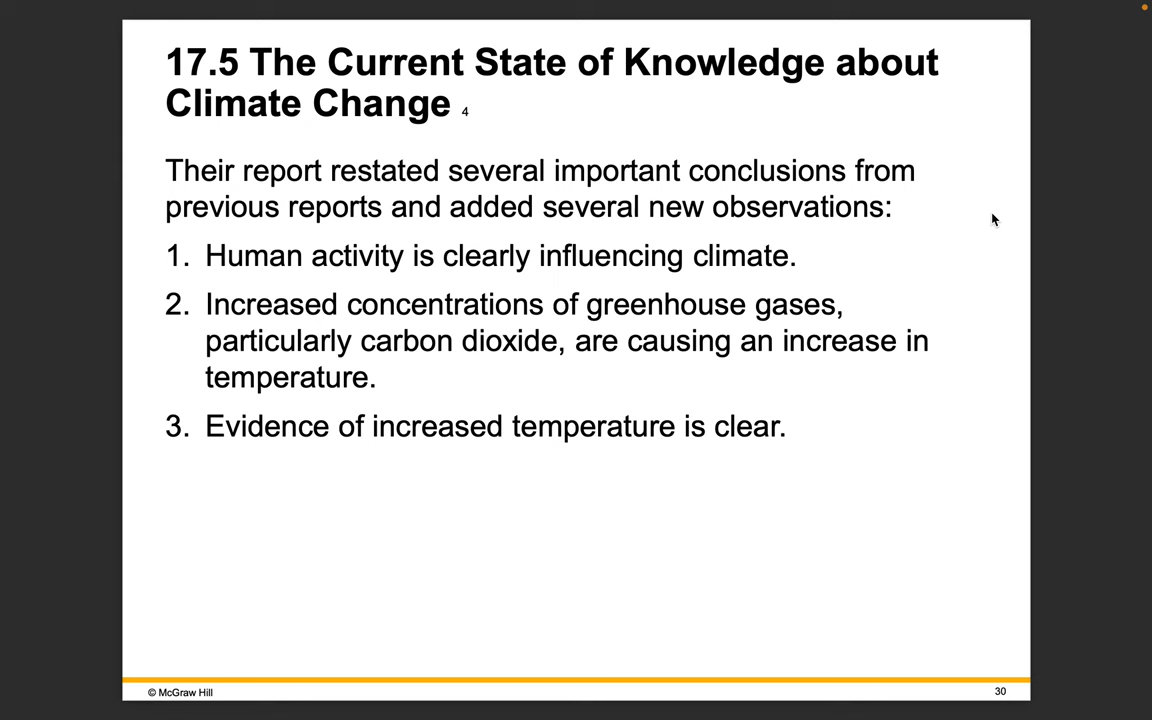 17.5 The Current State of Knowledge about
Climate Change 4
Their report restated several important conclusions from
previous reports and added several new observations:
1. Human activity is clearly influencing climate.
2. Increased concentrations of greenhouse gases,
particularly carbon dioxide, are causing an increase in
temperature.
3. Evidence of increased temperature is clear.
© McGraw Hill
30